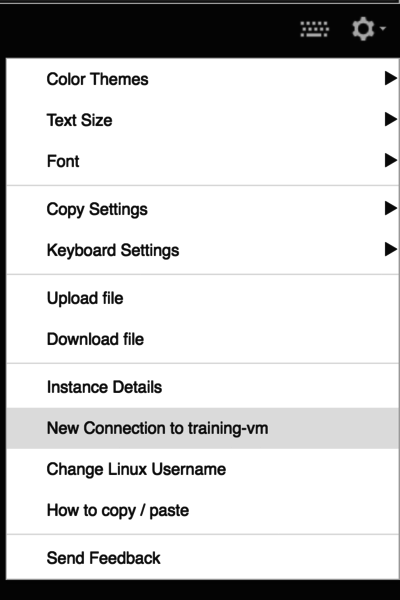 Color Themes
Text Size
Font
Copy Settings
Keyboard Settings
Upload file
Download file
Instance Details
New Connection to training-vm
Change Linux Username
How to copy / paste
Send Feedback